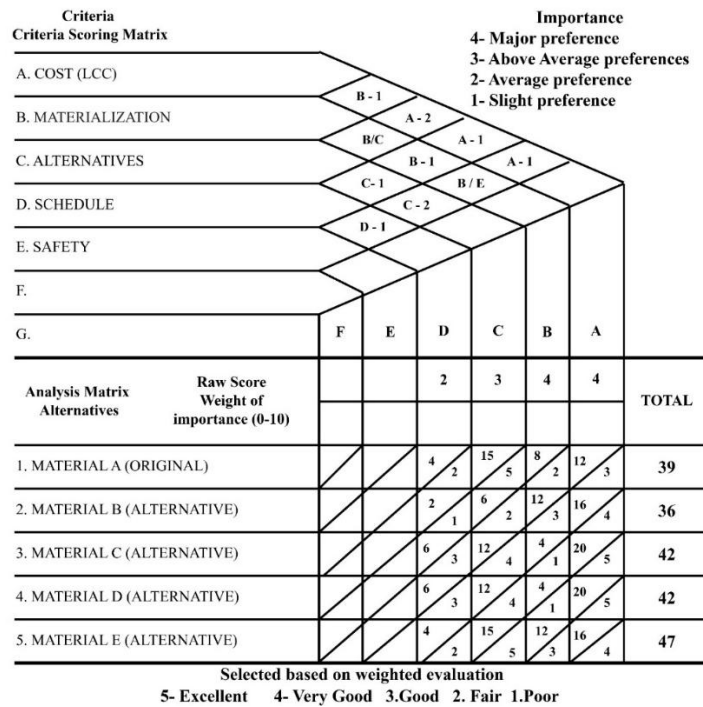 Criteria
Criteria Scoring Matrix
Importance
4- Major preference
3- Above Average preferences
2- Average preference
1- Slight preference
A. COST (LCC)
B - 1
B. MATERIALIZATION
A - 2
B/C
A - 1
C. ALTERNATIVES
B - 1
A - 1
C- 1
B / E
D. SCHEDULE
C - 2
D - 1
E. SAFETY
F.
G.
F E D C B A
Analysis Matrix
Alternatives
Raw Score
Weight of
importance (0-10)
2 3 4 4
TOTAL
1. MATERIAL A (ORIGINAL) 4 2 15 5 8 2 12 3 39
2. MATERIAL B (ALTERNATIVE) 2 1 6 2 12 3 16 4 36
3. MATERIAL C (ALTERNATIVE) 6 3 12 4 4 1 20 5 42
4. MATERIAL D (ALTERNATIVE) 6 3 12 4 4 1 20 5 42
5. MATERIAL E (ALTERNATIVE) 4 2 15 5 12 3 16 4 47
Selected based on weighted evaluation
5- Excellent 4- Very Good 3.Good 2. Fair 1.Poor